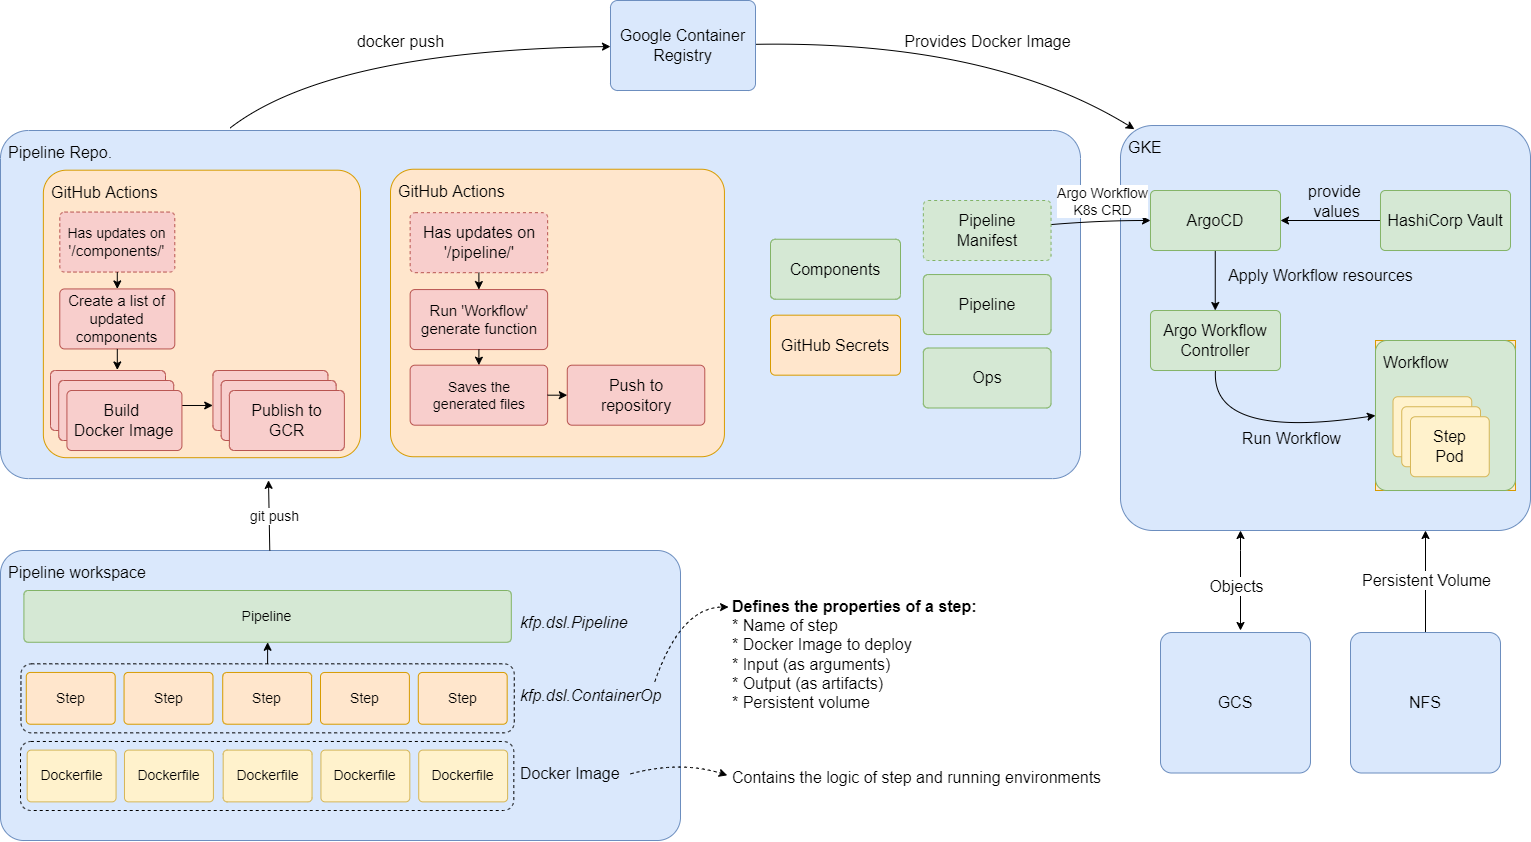 docker push
Google Container
Registry
Provides Docker Image
Pipeline Repo.
GitHub Actions
Has updates on
'/components/'
Create a list of
updated
components
Build
Docker Image
Publish to
GCR
GitHub Actions
Has updates on
'/pipeline/'
Run 'Workflow'
generate function
Saves the
generated files
Push to
repository
Components
GitHub Secrets
Pipeline
Manifest
Pipeline
Ops
Argo Workflow
K8s CRD
GKE
ArgoCD
provide
values
HashiCorp Vault
Apply Workflow resources
Argo Workflow
Controller
Run Workflow
Workflow
Step
Pod
git push
Pipeline workspace
Pipeline
kfp.dsl.Pipeline
Step
Step
Step
Step
Step
kfp.dsl.ContainerOp
Dockerfile
Dockerfile
Dockerfile
Dockerfile
Dockerfile
Docker Image
Defines the properties of a step:
* Name of step
* Docker Image to deploy
* Input (as arguments)
* Output (as artifacts)
* Persistent volume
Contains the logic of step and running environments
Objects
Persistent Volume
GCS
NFS